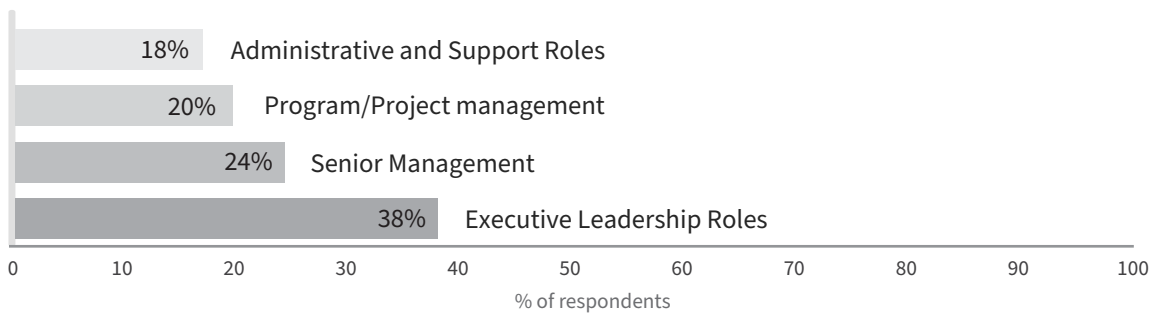 18% Administrative and Support Roles
20% Program/Project management
24% Senior Management
38% Executive Leadership Roles
0 10 20 30 40 50 60 70 80 90 100
% of respondents